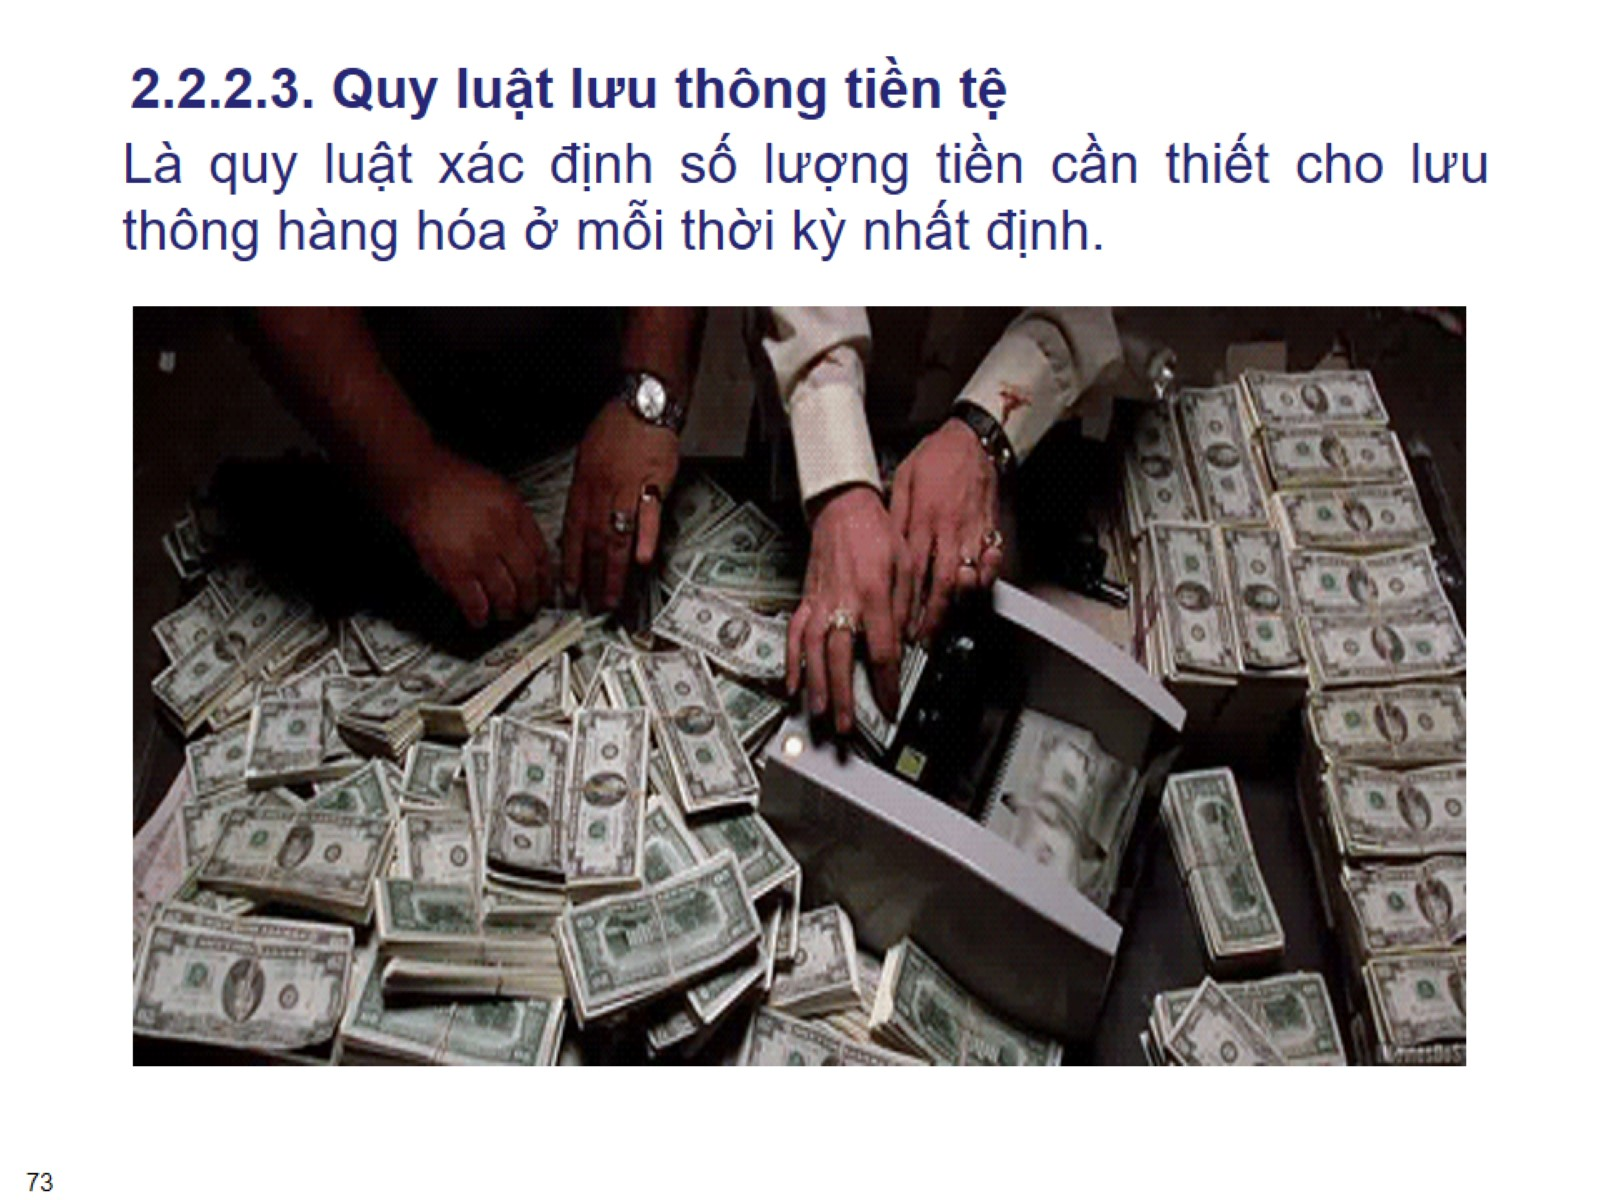 2.2.2.3. Quy luật lưu thông tiền tệ
Là quy luật xác định số lượng tiền cần thiết cho lưu
thông hàng hóa ở mỗi thời kỳ nhất định.
73